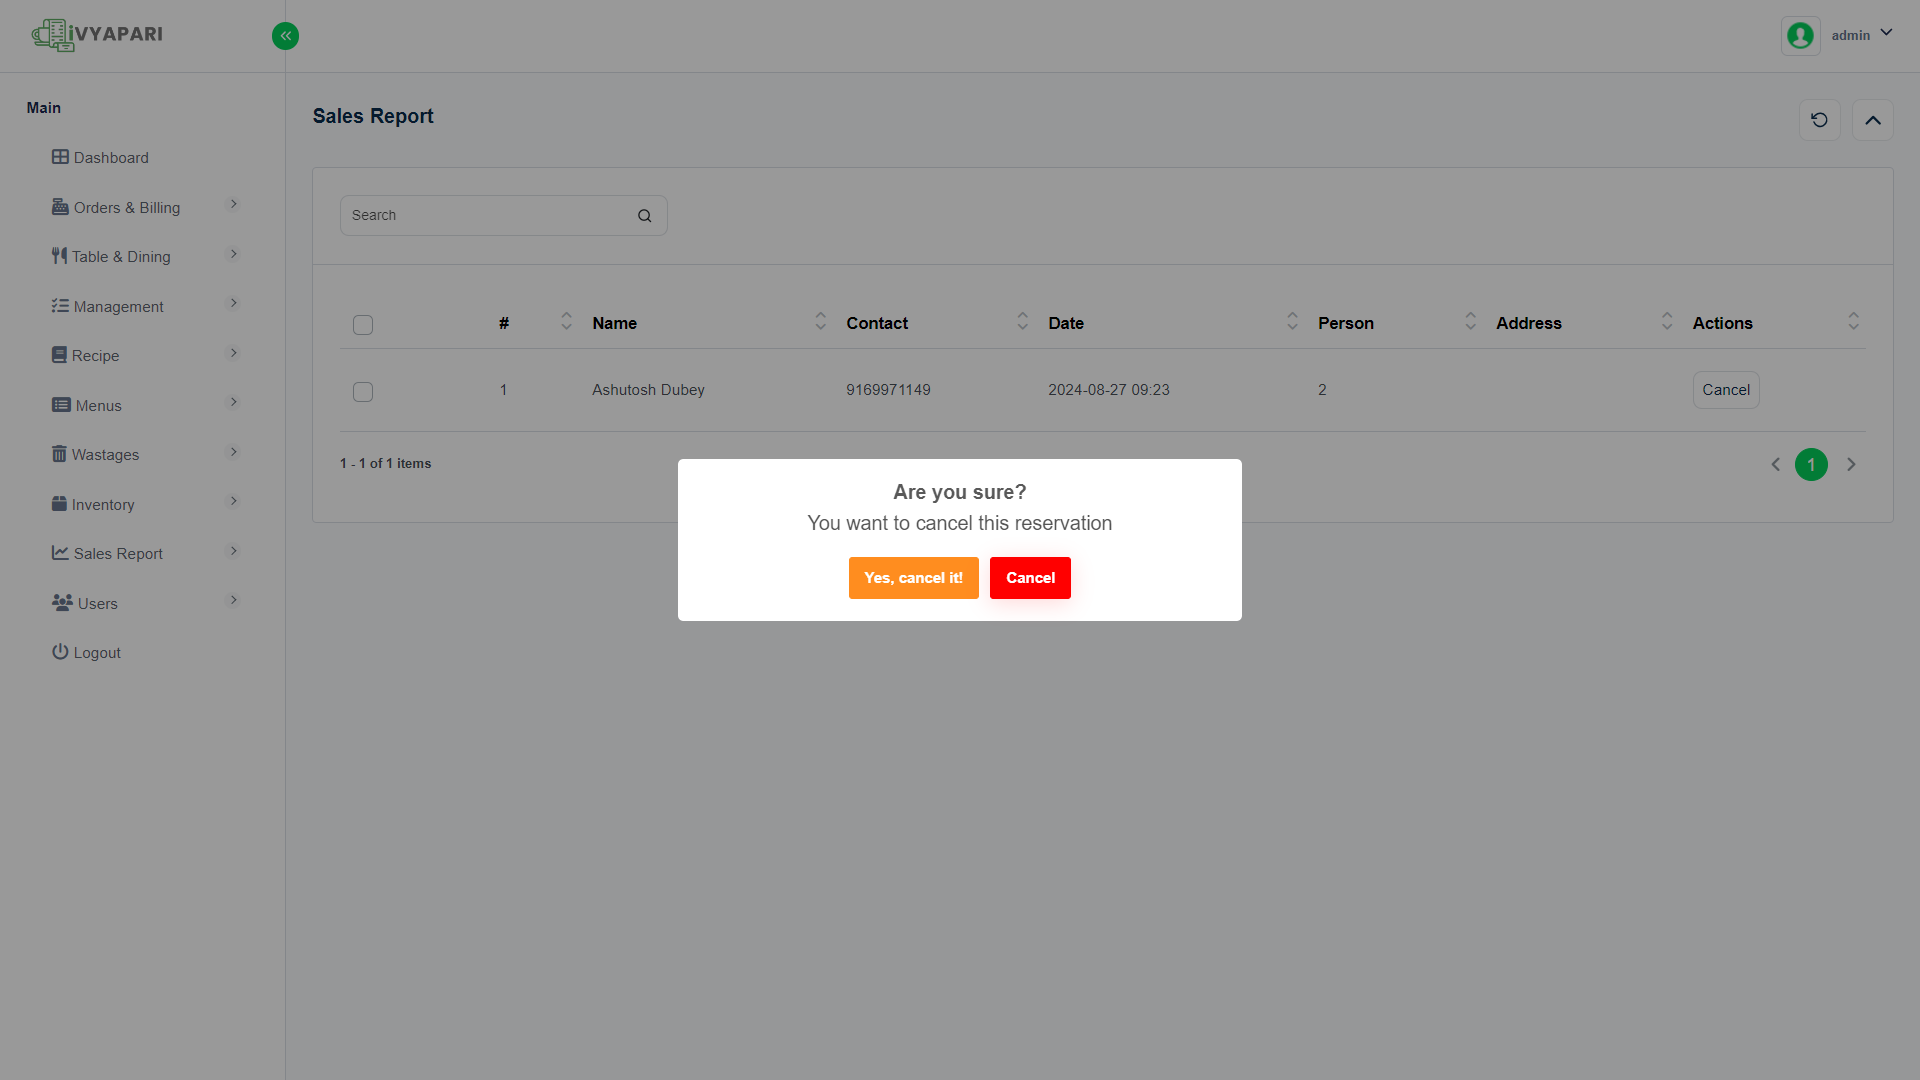 iVYAPARI
admin
Main
Dashboard
Orders & Billing
Table & Dining
Management
Recipe
Menus
Wastages
Inventory
Sales Report
Users
Logout
Sales Report
Search
# Name Contact Date Person Address Actions
1 Ashutosh Dubey 9169971149 2024-08-27 09:23 2 Cancel
1 - 1 of 1 items
1
Are you sure?
You want to cancel this reservation
Yes, cancel it! Cancel